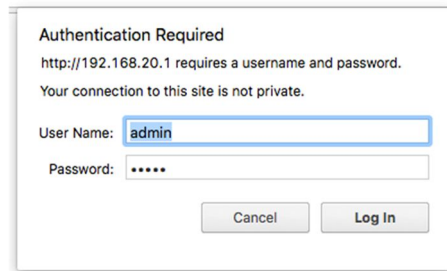 Authentication Required
http://192.168.20.1 requires a username and password.
Your connection to this site is not private.
User Name: admin
Password: •••••
Cancel Log In